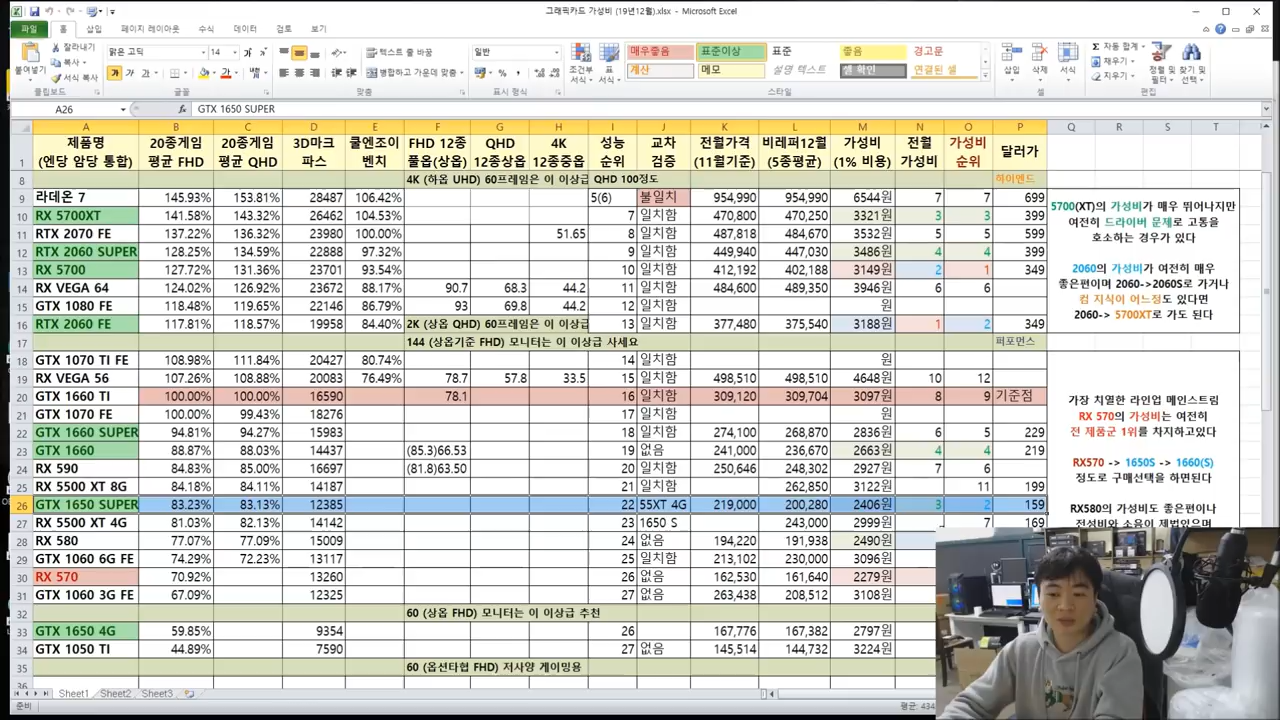 그래픽카드 가성비 (19년12월).xlsx - Microsoft Excel
파일 홈 삽입 페이지 레이아웃 수식 데이터 검토 보기
잘라내기 맑은 고딕 14 텍스트 줄 바꿈 일반 매우좋음 표준이상 표준 좋음 경고문 자동 합계
붙여넣기 복사 서식 복사 병합하고 가운데 맞춤 조건부 서식 표 서식 계산 메모 설명 텍스트 셀 확인 연결된 셀 삽입 삭제 서식 채우기 지우기 정렬 및 필터 찾기 및 선택
클립보드 글꼴 맞춤 표시 형식 스타일 셀 편집
A26 fx GTX 1650 SUPER
A B C D E F G H I J K L M N O P Q R S T
1 제품명 (엔당 암당 통합) 20종게임 평균 FHD 20종게임 평균 QHD 3D마크 파스 쿨엔조이 벤치 FHD 12종 풀옵(상옵) QHD 12종상옵 4K 12종중옵 성능 순위 교차 검증 전월가격 (11월기준) 비레퍼12월 (5종평균) 가성비 (1% 비용) 전월 가성비 가성비 순위 달러가
8 4K (하옵 UHD) 60프레임은 이 이상급 QHD 100정도 하이엔드
9 라데온 7 145.93% 153.81% 28487 106.42% 5(6) 불일치 954,990 954,990 6544원 7 7 699
10 RX 5700XT 141.58% 143.32% 26462 104.53% 7 일치함 470,800 470,250 3321원 3 3 399
11 RTX 2070 FE 137.22% 136.32% 23980 100.00% 51.65 8 일치함 487,818 484,670 3532원 5 5 599
12 RTX 2060 SUPER 128.25% 134.59% 23118 97.32% 9 일치함 449,940 447,030 3486원 4 4 399
13 RX 5700 127.72% 131.36% 23701 93.54% 10 일치함 412,192 402,188 3149원 2 1 349
14 RX VEGA 64 124.02% 126.92% 23672 88.17% 90.7 68.3 44.2 11 일치함 484,600 489,350 3946원 6 6
15 GTX 1080 FE 118.48% 119.65% 22146 86.79% 93 69.8 44.2 12 일치함 원
16 RTX 2060 FE 117.81% 118.57% 19958 84.40% 2K (상옵 QHD) 60프레임은 이 이상급 13 일치함 377,480 375,540 3188원 1 2 349
17 144 (상옵기준 FHD) 모니터는 이 이상급 사세요 퍼포먼스
18 GTX 1070 TI FE 108.98% 111.84% 20427 80.74% 14 일치함 원
19 RX VEGA 56 107.26% 108.88% 20083 76.49% 78.7 57.8 33.5 15 일치함 498,510 498,510 4648원 10 12
20 GTX 1660 TI 100.00% 100.00% 16590 78.1 16 일치함 309,120 309,704 3097원 8 9 기준점
21 GTX 1070 FE 100.00% 99.43% 18276 17 일치함 원
22 GTX 1660 SUPER 94.81% 94.27% 15983 18 일치함 274,100 268,870 2836원 6 5 229
23 GTX 1660 88.87% 88.03% 14437 (85.3)66.53 19 없음 241,000 236,670 2663원 4 4 219
24 RX 590 84.83% 85.00% 16697 (81.8)63.50 20 일치함 250,646 248,302 2927원 7 6
25 RX 5500 XT 8G 84.18% 84.11% 14187 21 일치함 262,850 3122원 11 199
26 GTX 1650 SUPER 83.23% 83.13% 12385 22 55XT 4G 219,000 200,280 2406원 3 2 159
27 RX 5500 XT 4G 81.03% 82.13% 14142 23 1650 S 243,000 2999원 7 169
28 RX 580 77.07% 77.09% 15009 24 없음 194,220 191,938 2490원
29 GTX 1060 6G FE 74.29% 72.23% 13117 25 일치함 213,102 230,000 3096원
30 RX 570 70.92% 13260 26 없음 162,530 161,640 2279원
31 GTX 1060 3G FE 67.09% 12325 27 없음 263,438 208,512 3108원
32 60 (상옵 FHD) 모니터는 이 이상급 추천
33 GTX 1650 4G 59.85% 9354 26 167,776 167,382 2797원
34 GTX 1050 TI 44.89% 7590 27 없음 145,514 144,732 3224원
35 60 (옵션타협 FHD) 저사양 게이밍용
36
5700(XT)의 가성비가 매우 뛰어나지만
여전히 드라이버 문제로 고통을
호소하는 경우가 있다
2060의 가성비가 여전히 매우
좋은편이며 2060->2060S로 가거나
컴 지식이 어느정도 있다면
2060-> 5700XT로 가도 된다
가장 치열한 라인업 메인스트림
RX 570의 가성비는 여전히
전 제품군 1위를 차지하고있다
RX570 -> 1650S -> 1660(S)
정도로 구매선택을 하면된다
RX580의 가성비도 좋은편이나
전성비와 소음이 제법있으며
Sheet1 Sheet2 Sheet3
준비